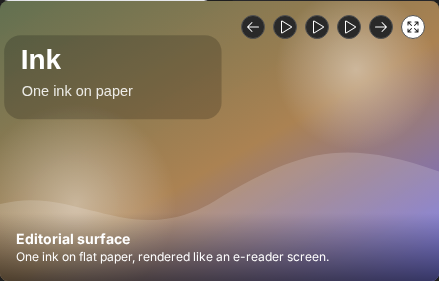 Ink
One ink on paper
Editorial surface
One ink on flat paper, rendered like an e-reader screen.